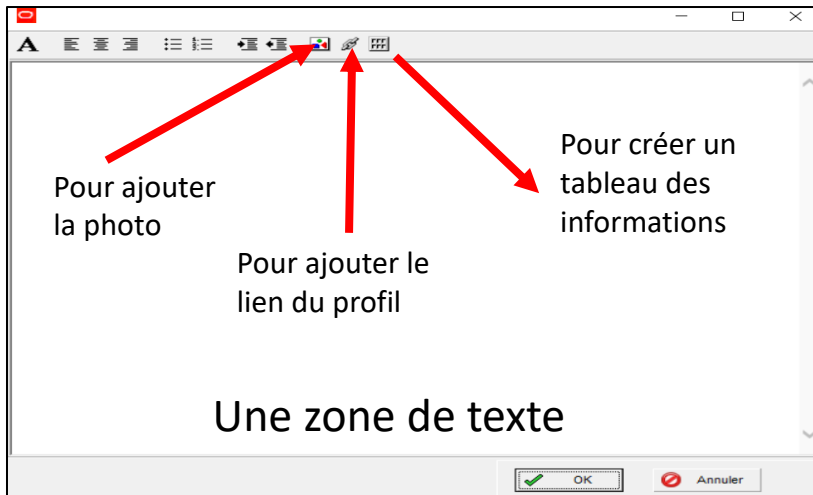 A
Pour ajouter
la photo
Pour ajouter le
lien du profil
Pour créer un
tableau des
informations
Une zone de texte
OK
Annuler